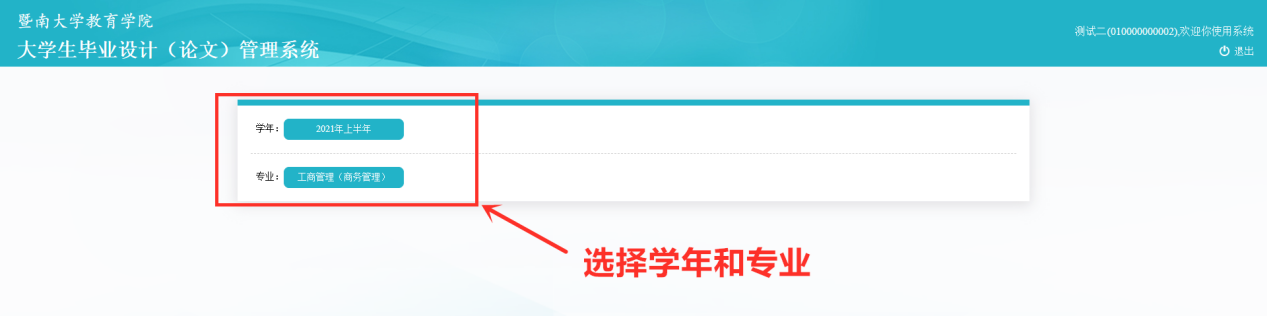 暨南大学教育学院
大学生毕业设计（论文）管理系统
测试二(010000000002),欢迎你使用系统
退出
学年： 2021年上半年
专业： 工商管理（商务管理）
选择学年和专业